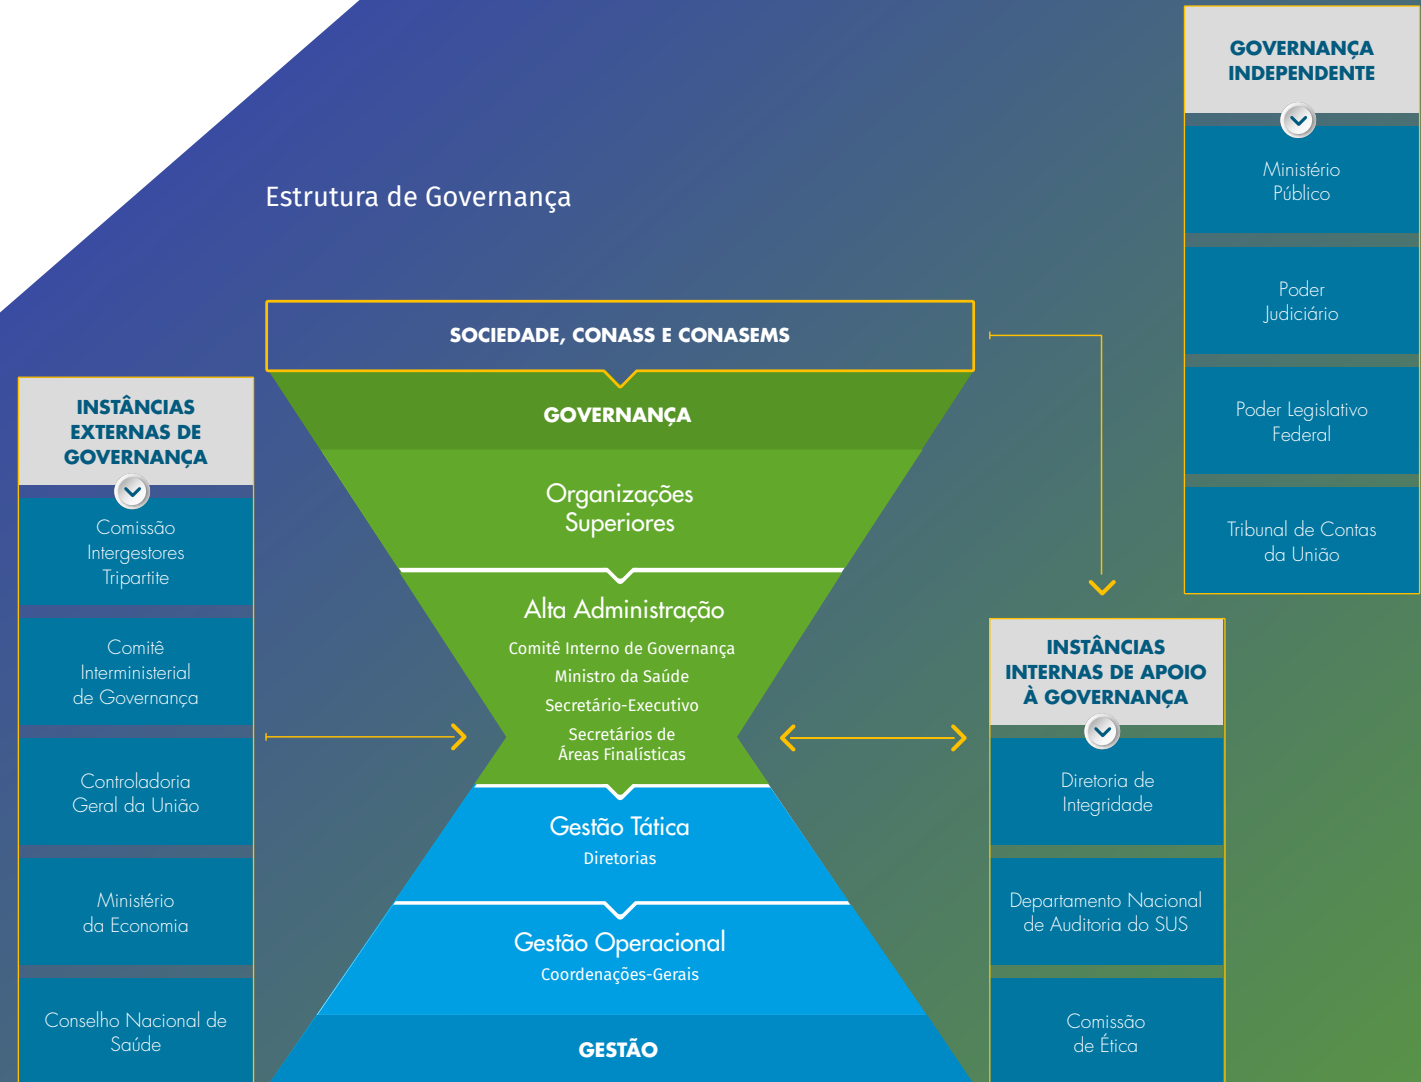 Estrutura de Governança
SOCIEDADE, CONASS E CONASEMS
GOVERNANÇA
Organizações
Superiores
Alta Administração
Comitê Interno de Governança
Ministro da Saúde
Secretário-Executivo
Secretários de
Áreas Finalísticas
Gestão Tática
Diretorias
Gestão Operacional
Coordenações-Gerais
GESTÃO
INSTÂNCIAS
EXTERNAS DE
GOVERNANÇA
Comissão
Intergestores
Tripartite
Comitê
Interministerial
de Governança
Controladoria
Geral da União
Ministério
da Economia
Conselho Nacional de
Saúde
GOVERNANÇA
INDEPENDENTE
Ministério
Público
Poder
Judiciário
Poder Legislativo
Federal
Tribunal de Contas
da União
INSTÂNCIAS
INTERNAS DE APOIO
À GOVERNANÇA
Diretoria de
Integridade
Departamento Nacional
de Auditoria do SUS
Comissão
de Ética